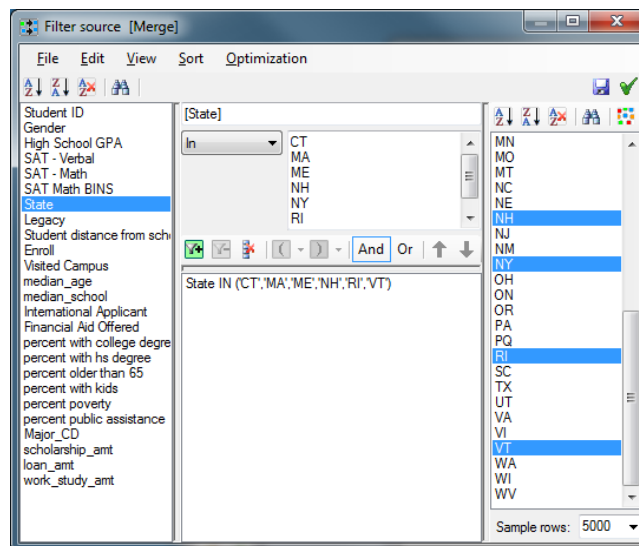 Filter source [Merge]
File Edit View Sort Optimization
Student ID
Gender
High School GPA
SAT - Verbal
SAT - Math
SAT Math BINS
State
Legacy
Student distance from scho
Enroll
Visited Campus
median_age
median_school
International Applicant
Financial Aid Offered
percent with college degre
percent with hs degree
percent older than 65
percent with kids
percent poverty
percent public assistance
Major_CD
scholarship_amt
loan_amt
work_study_amt
[State]
In
CT
MA
ME
NH
NY
RI
( ) And Or
State IN ('CT','MA','ME','NH','RI','VT')
MN
MO
MT
NC
NE
NH
NJ
NM
NY
OH
ON
OR
PA
PQ
RI
SC
TX
UT
VA
VI
VT
WA
WI
WV
Sample rows: 5000